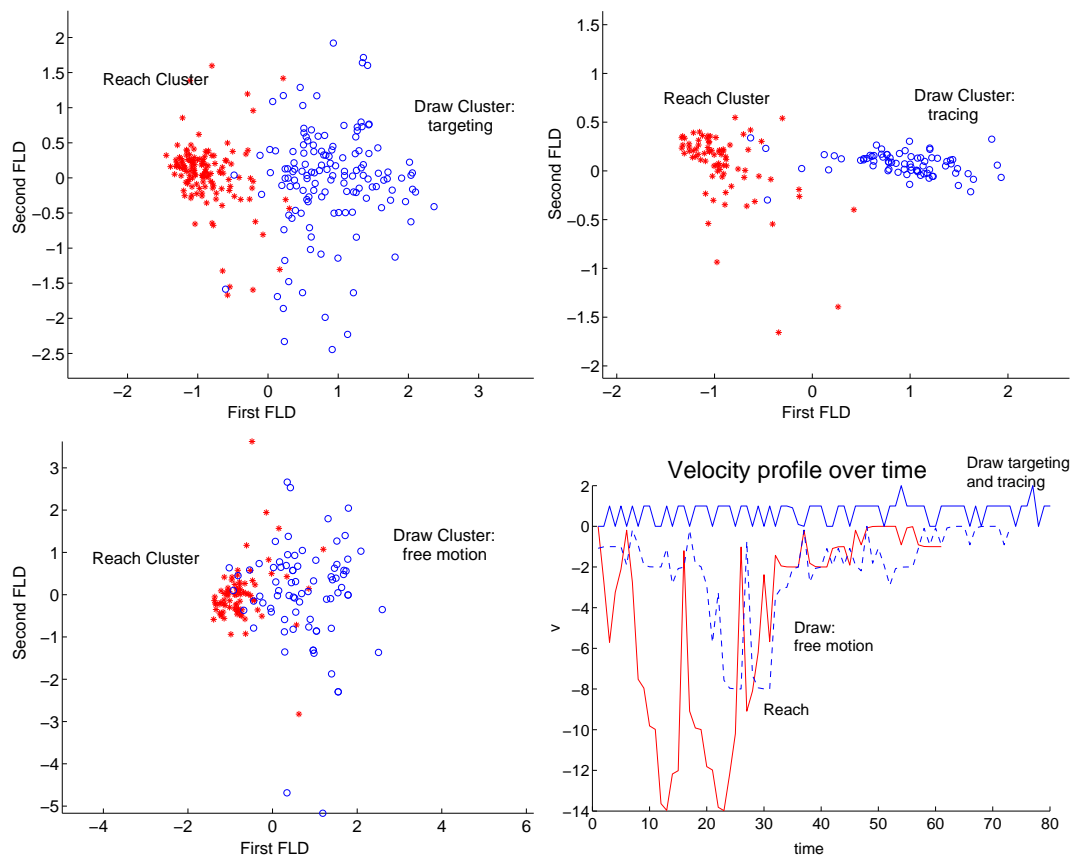 2
1.5
1
0.5
0
−0.5
−1
−1.5
−2
−2.5
Second FLD
Reach Cluster
Draw Cluster:
targeting
−2 −1 0 1 2 3
First FLD
1.5
1
0.5
0
−0.5
−1
−1.5
−2
Second FLD
Reach Cluster
Draw Cluster:
tracing
−2 −1 0 1 2
First FLD
3
2
1
0
−1
−2
−3
−4
−5
Second FLD
Reach Cluster
Draw Cluster:
free motion
−4 −2 0 2 4 6
First FLD
Velocity profile over time
Draw targeting
and tracing
2
0
−2
−4
−6
−8
−10
−12
−14
v
Draw:
free motion
Reach
0 10 20 30 40 50 60 70 80
time